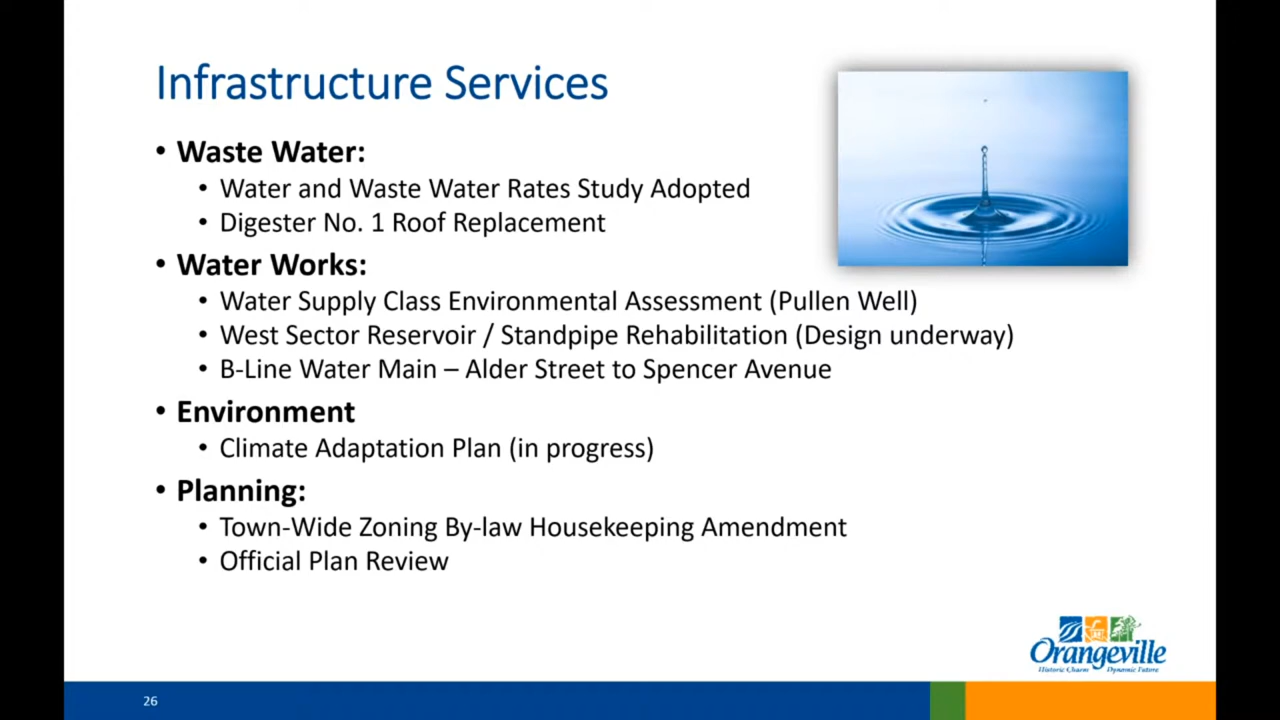 Infrastructure Services
• Waste Water:
• Water and Waste Water Rates Study Adopted
• Digester No. 1 Roof Replacement
• Water Works:
• Water Supply Class Environmental Assessment (Pullen Well)
• West Sector Reservoir / Standpipe Rehabilitation (Design underway)
• B-Line Water Main – Alder Street to Spencer Avenue
• Environment
• Climate Adaptation Plan (in progress)
• Planning:
• Town-Wide Zoning By-law Housekeeping Amendment
• Official Plan Review
Orangeville
Historic Charm Dynamic Future
26